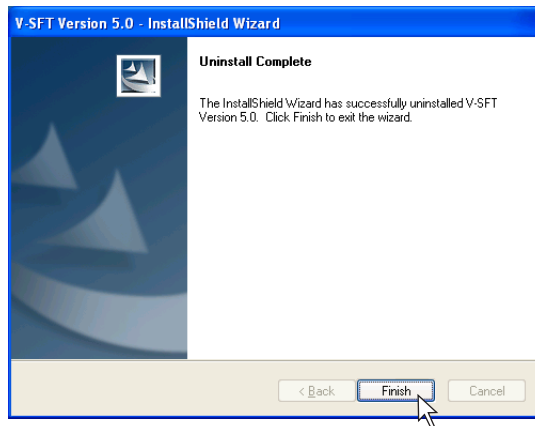 V-SFT Version 5.0 - InstallShield Wizard
Uninstall Complete
The InstallShield Wizard has successfully uninstalled V-SFT
Version 5.0. Click Finish to exit the wizard.
< Back Finish Cancel